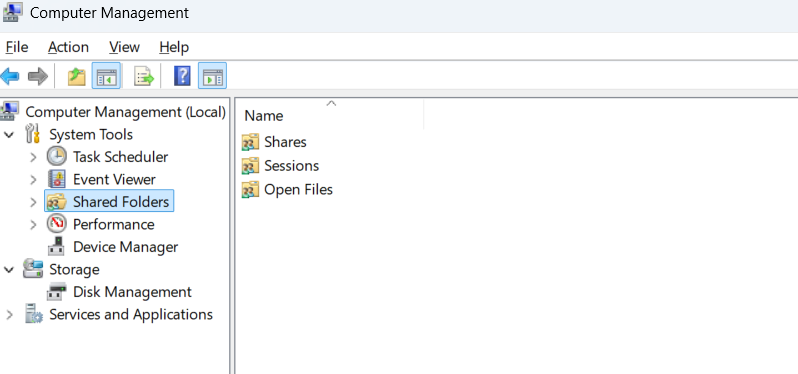 Computer Management
File Action View Help
Computer Management (Local)
System Tools
Task Scheduler
Event Viewer
Shared Folders
Performance
Device Manager
Storage
Disk Management
Services and Applications
Name
Shares
Sessions
Open Files